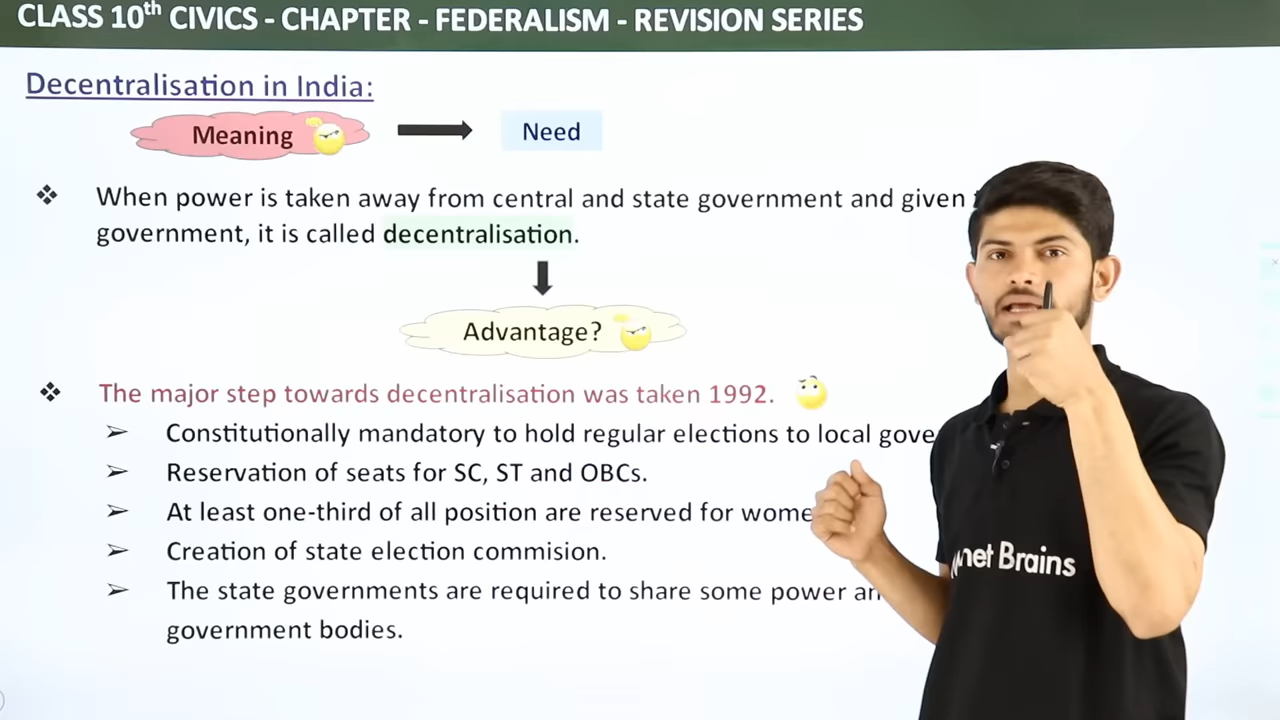 CLASS 10th CIVICS - CHAPTER - FEDERALISM - REVISION SERIES
Decentralisation in India:
Meaning
Need
❖ When power is taken away from central and state government and given
government, it is called decentralisation.
Advantage?
❖ The major step towards decentralisation was taken 1992.
➢ Constitutionally mandatory to hold regular elections to local gove
➢ Reservation of seats for SC, ST and OBCs.
➢ At least one-third of all position are reserved for wome
➢ Creation of state election commision.
➢ The state governments are required to share some power an
government bodies.
net Brains